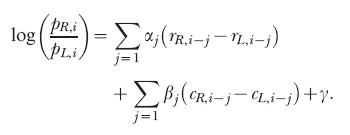 log(p_{R,i}/p_{L,i}) = ∑_{j=1} α_j(r_{R,i−j} − r_{L,i−j})
+ ∑_{j=1} β_j(c_{R,i−j} − c_{L,i−j}) + γ.